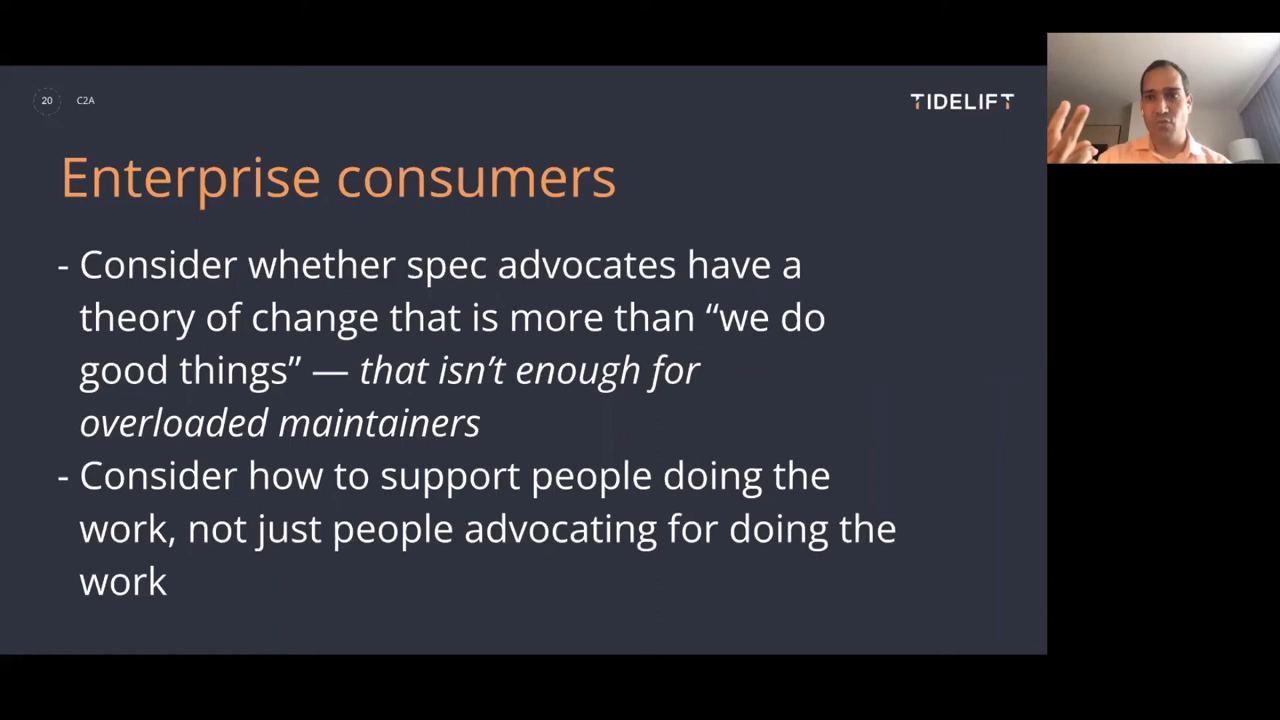 20 C2A
TIDELIFT
Enterprise consumers
- Consider whether spec advocates have a
theory of change that is more than “we do
good things” — that isn’t enough for
overloaded maintainers
- Consider how to support people doing the
work, not just people advocating for doing the
work